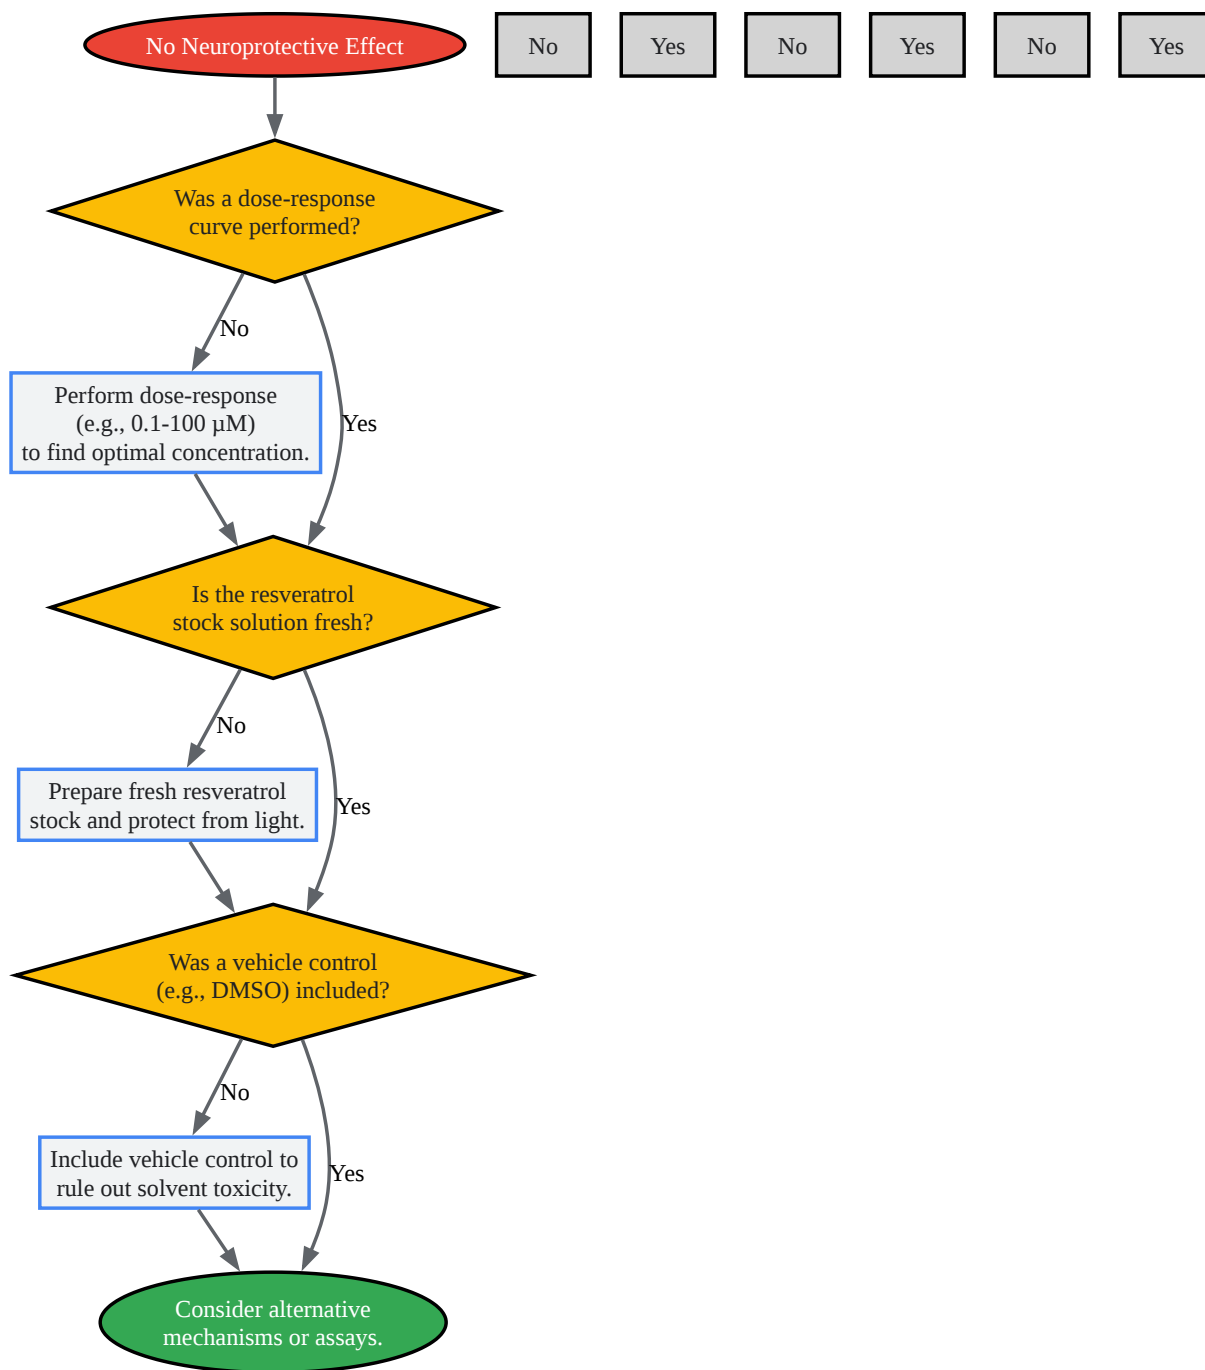 No Neuroprotective Effect
No
Yes
No
Yes
No
Yes
Was a dose-response
curve performed?
No
Perform dose-response
(e.g., 0.1-100 µM)
to find optimal concentration.
Yes
Is the resveratrol
stock solution fresh?
No
Prepare fresh resveratrol
stock and protect from light.
Yes
Was a vehicle control
(e.g., DMSO) included?
No
Include vehicle control to
rule out solvent toxicity.
Yes
Consider alternative
mechanisms or assays.